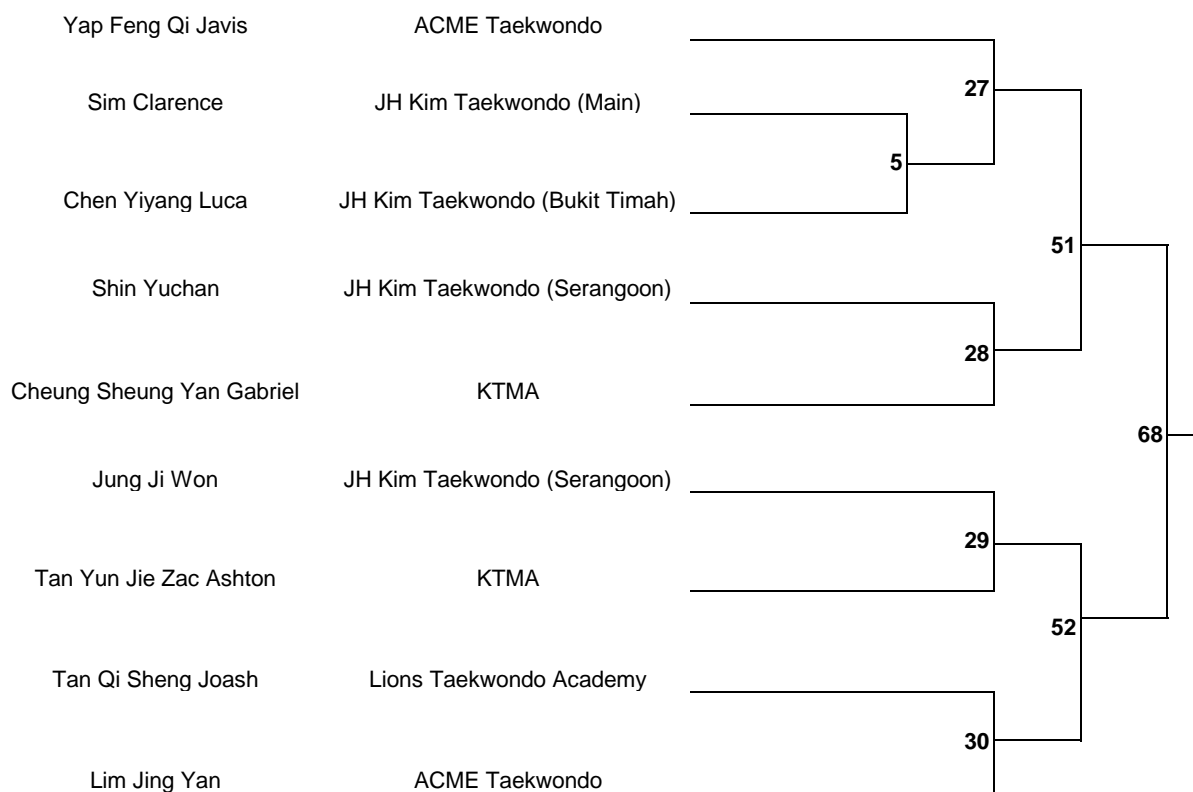 Yap Feng Qi Javis ACME Taekwondo
27
Sim Clarence JH Kim Taekwondo (Main)
5
Chen Yiyang Luca JH Kim Taekwondo (Bukit Timah)
51
Shin Yuchan JH Kim Taekwondo (Serangoon)
28
Cheung Sheung Yan Gabriel KTMA
68
Jung Ji Won JH Kim Taekwondo (Serangoon)
29
Tan Yun Jie Zac Ashton KTMA
52
Tan Qi Sheng Joash Lions Taekwondo Academy
30
Lim Jing Yan ACME Taekwondo